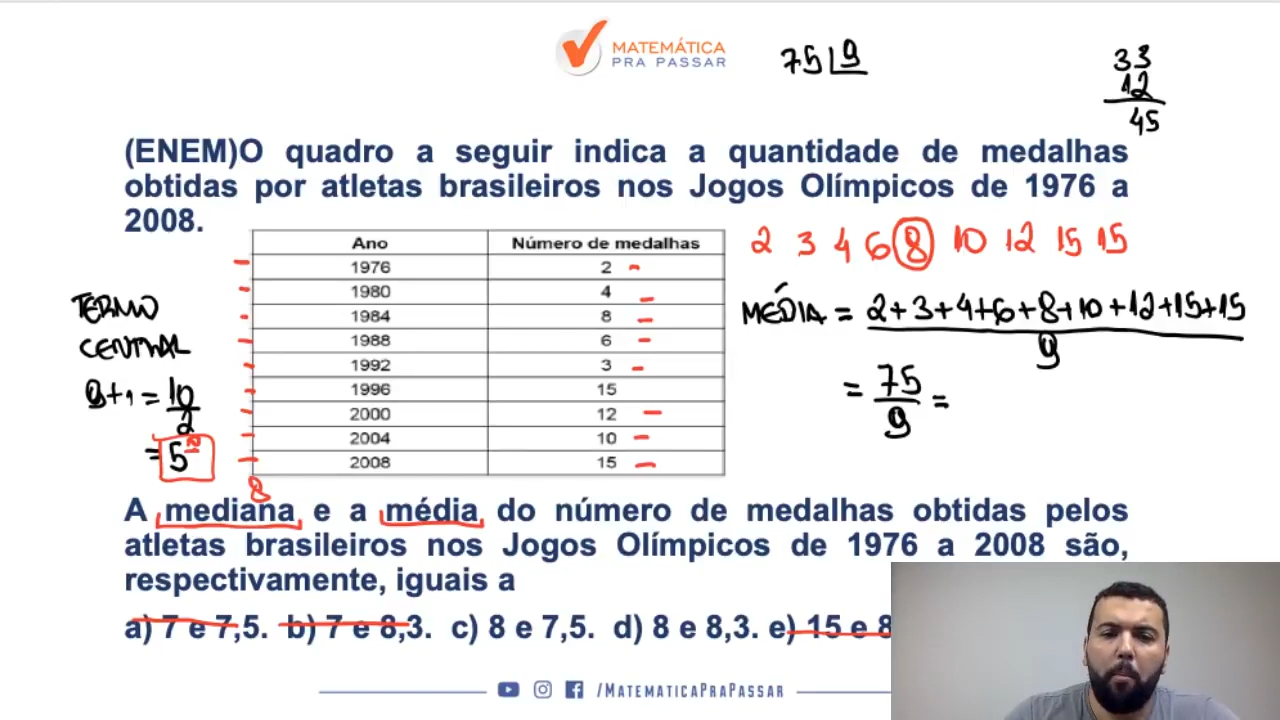 MATEMÁTICA
PRA PASSAR
75 9
33
12
45
(ENEM)O quadro a seguir indica a quantidade de medalhas
obtidas por atletas brasileiros nos Jogos Olímpicos de 1976 a
2008.
Ano Número de medalhas
1976 2
1980 4
1984 8
1988 6
1992 3
1996 15
2000 12
2004 10
2008 15
2 3 4 6 8 10 12 15 15
MÉDIA = 2+3+4+6+8+10+12+15+15
9
= 75
9 =
TERMO
CENTRAL
9+1 = 10
2
= 5º
8
A mediana e a média do número de medalhas obtidas pelos
atletas brasileiros nos Jogos Olímpicos de 1976 a 2008 são,
respectivamente, iguais a
a) 7 e 7,5. b) 7 e 8,3. c) 8 e 7,5. d) 8 e 8,3. e) 15 e 8
/MATEMATICAPRAPASSAR